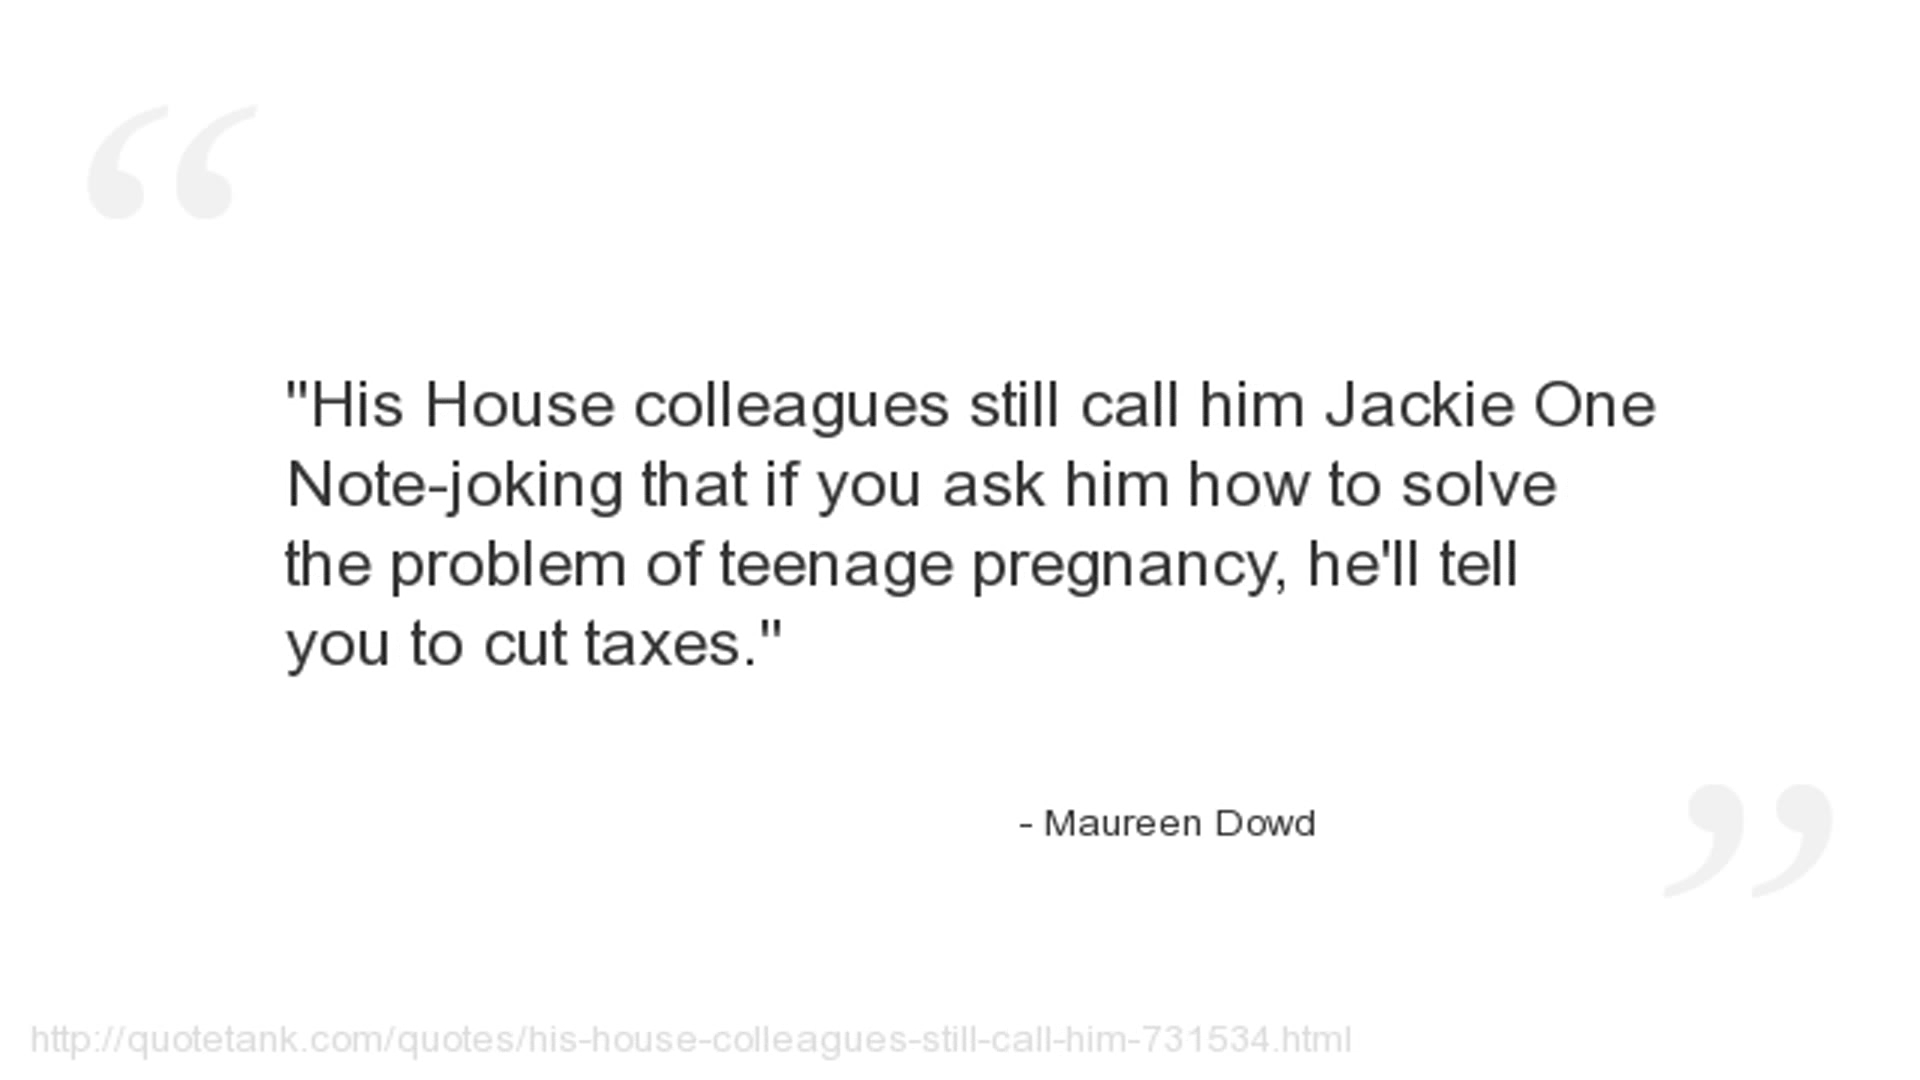 "His House colleagues still call him Jackie One
Note-joking that if you ask him how to solve
the problem of teenage pregnancy, he'll tell
you to cut taxes."
- Maureen Dowd
http://quotetank.com/quotes/his-house-colleagues-still-call-him-731534.html